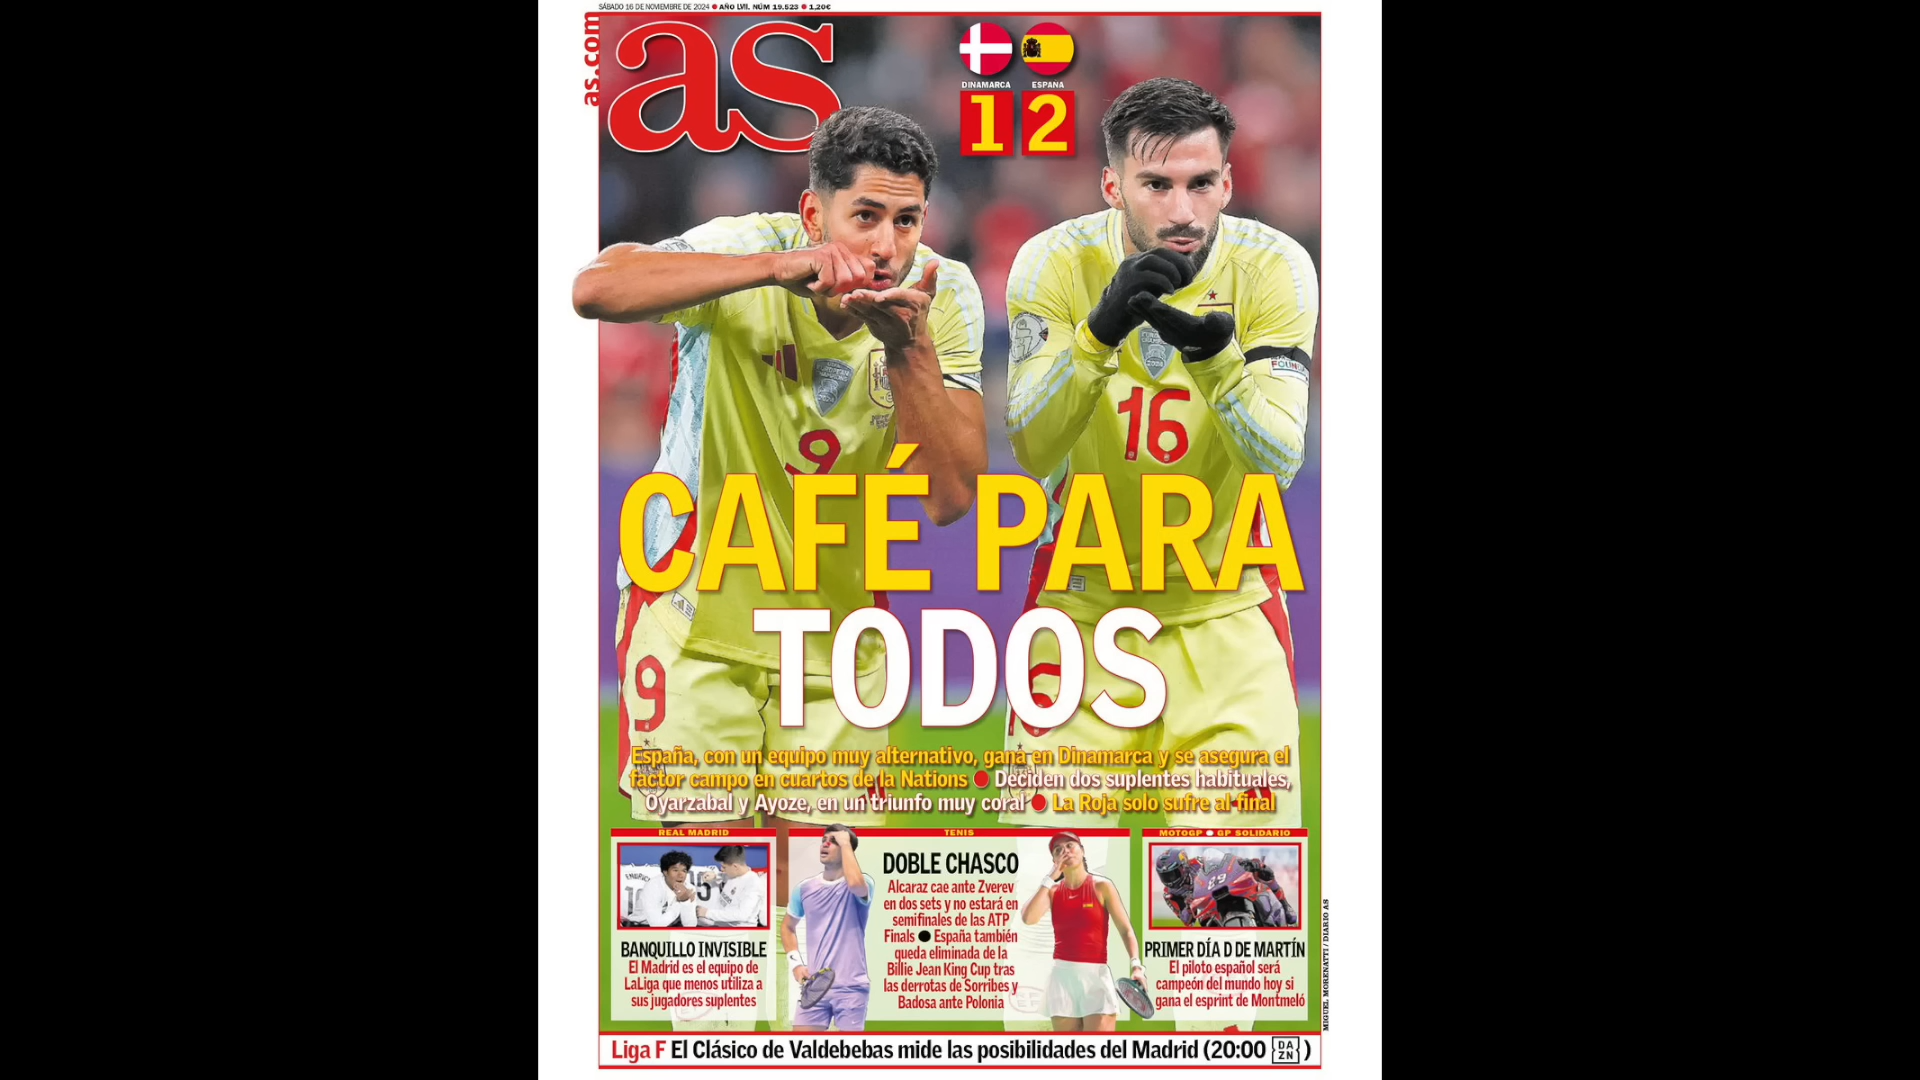 SÁBADO 16 DE NOVIEMBRE DE 2024 ● AÑO LVII. NÚM 19.523 ● 1,20€
as.com
as
DINAMARCA ESPAÑA
1 2
9
16
CAFÉ PARA
TODOS
9
España, con un equipo muy alternativo, gana en Dinamarca y se asegura el
factor campo en cuartos de la Nations ● Deciden dos suplentes habituales,
Oyarzabal y Ayoze, en un triunfo muy coral ● La Roja solo sufre al final
REAL MADRID
BANQUILLO INVISIBLE
El Madrid es el equipo de
LaLiga que menos utiliza a
sus jugadores suplentes
TENIS
DOBLE CHASCO
Alcaraz cae ante Zverev
en dos sets y no estará en
semifinales de las ATP
Finals ● España también
queda eliminada de la
Billie Jean King Cup tras
las derrotas de Sorribes y
Badosa ante Polonia
MOTOGP ● GP SOLIDARIO
89
PRIMER DÍA D DE MARTÍN
El piloto español será
campeón del mundo hoy si
gana el esprint de Montmeló
MIGUEL MORENATTI / DIARIO AS
Liga F El Clásico de Valdebebas mide las posibilidades del Madrid (20:00 DAZN)